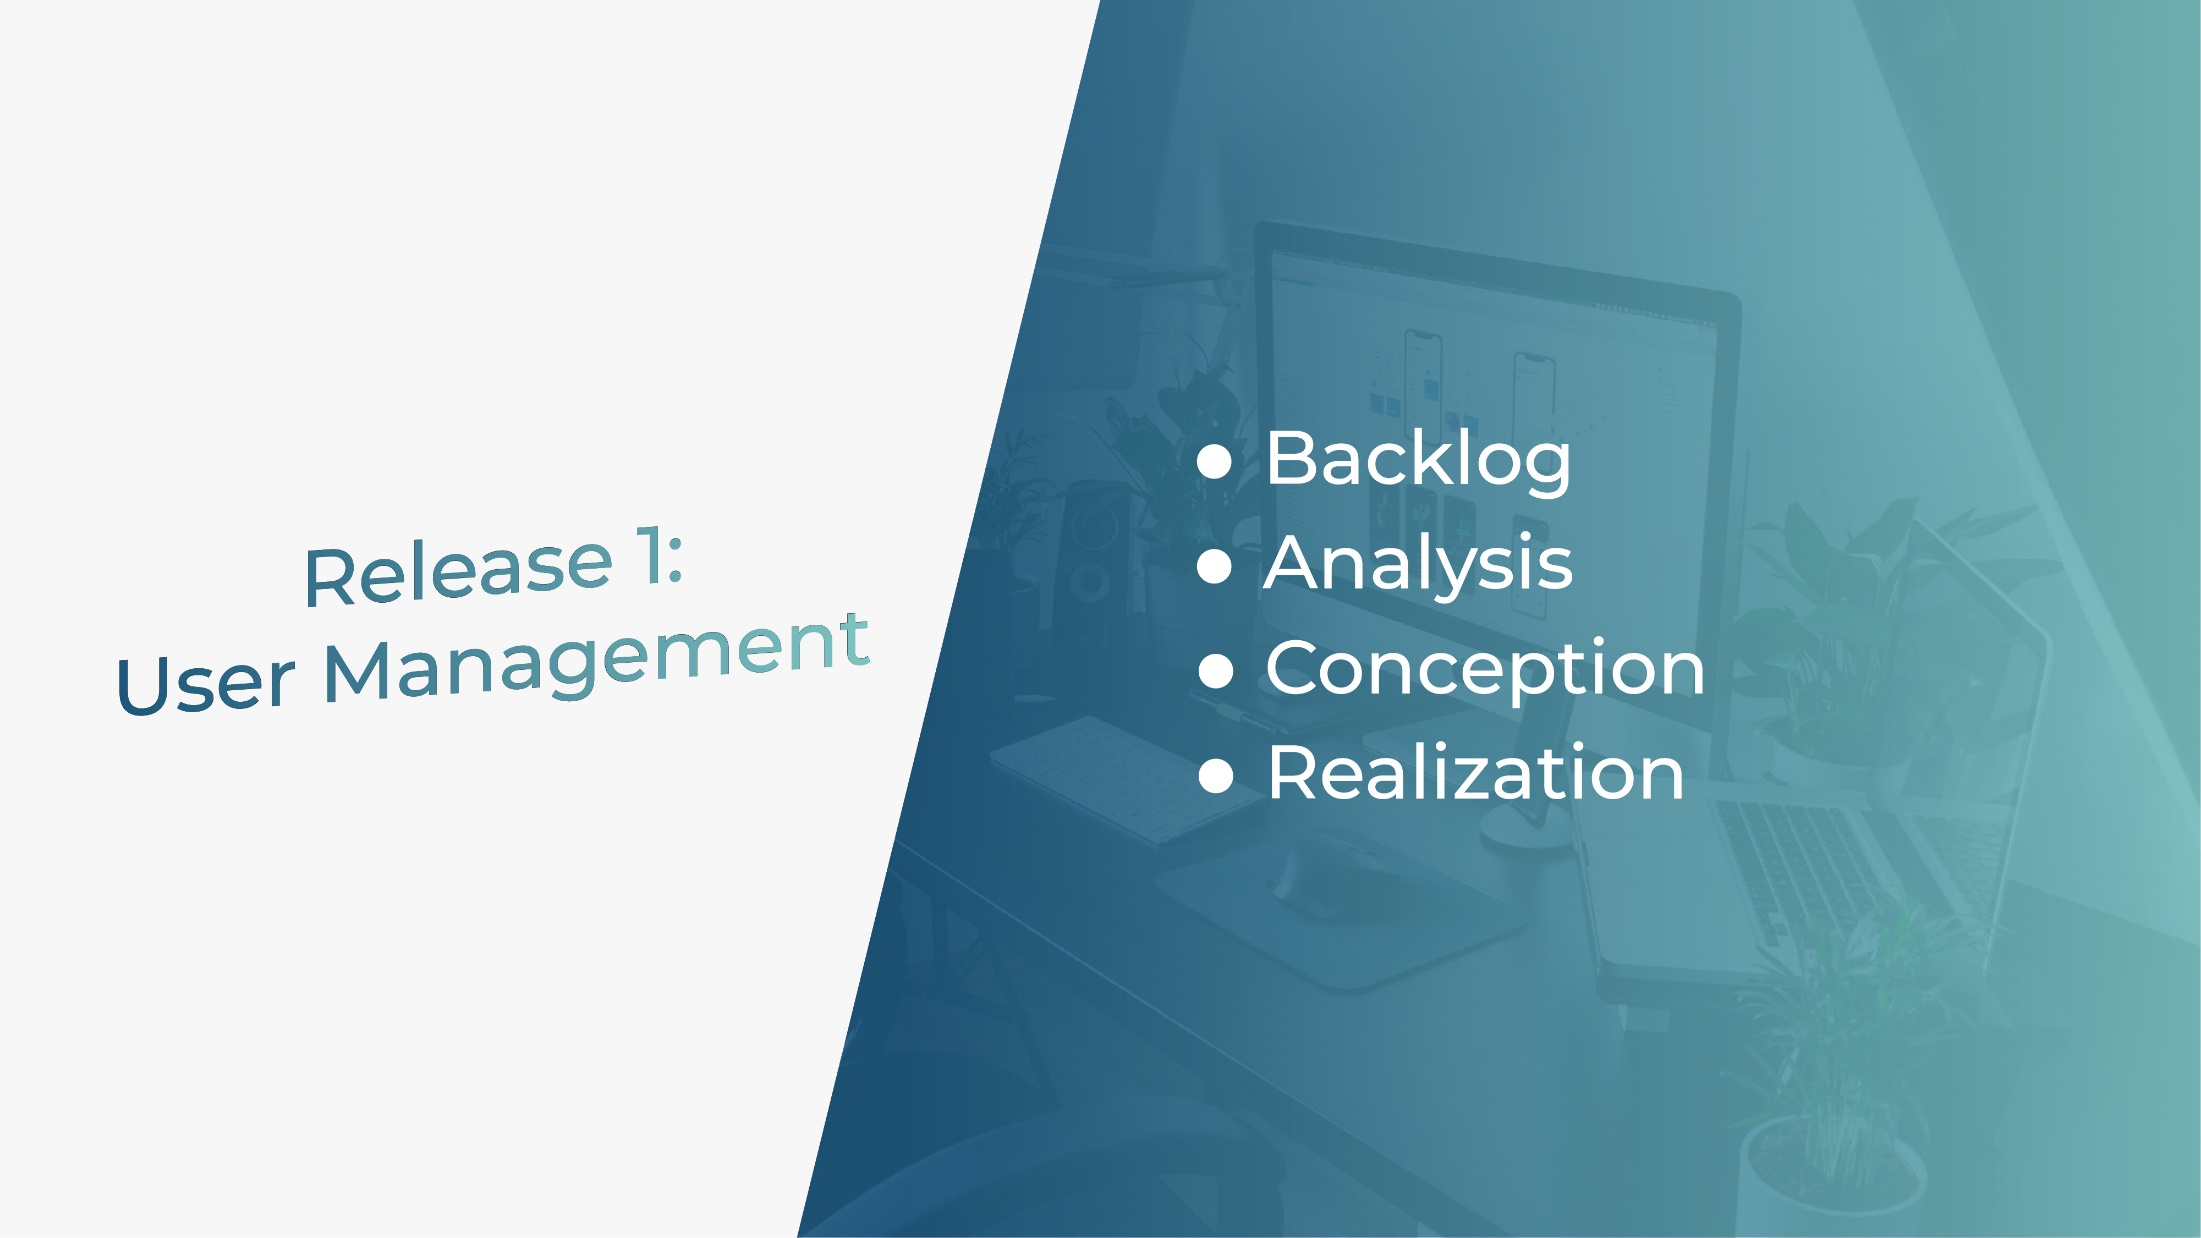 Release 1:
User Management
● Backlog
● Analysis
● Conception
● Realization